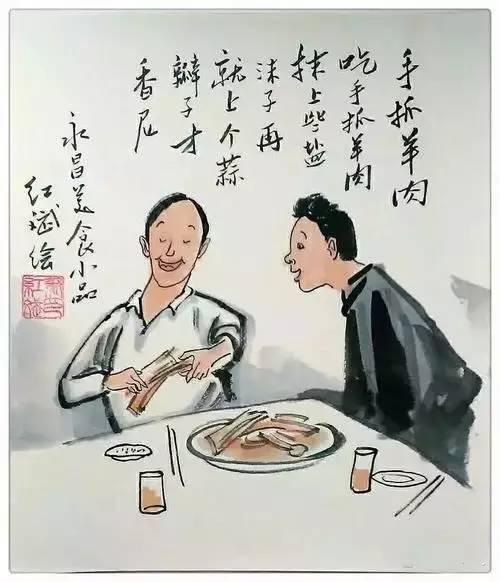 手抓羊肉
吃手抓羊肉
抹上些盐
沫子再
就上个蒜
瓣子才
香尼
永昌美食小品
红斌绘